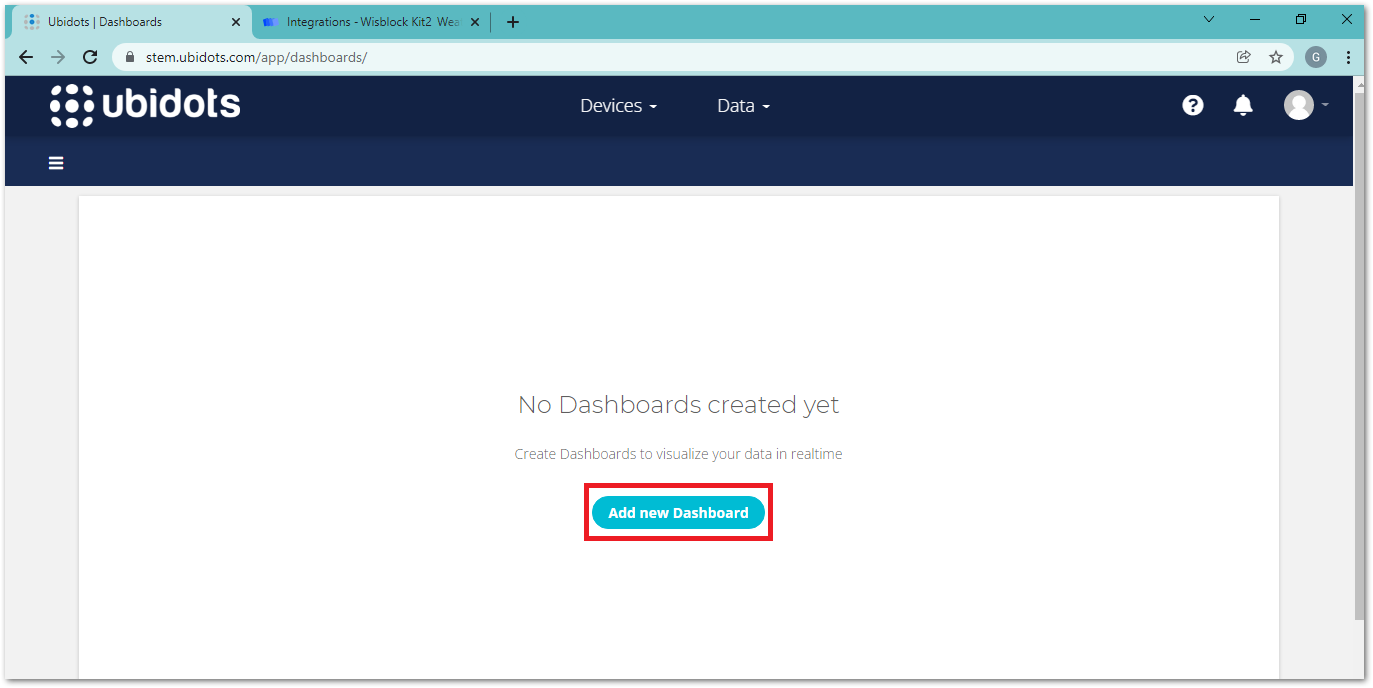 Ubidots | Dashboards
Integrations - Wisblock Kit2 Wea
stem.ubidots.com/app/dashboards/
G
ubidots
Devices
Data
No Dashboards created yet
Create Dashboards to visualize your data in realtime
Add new Dashboard